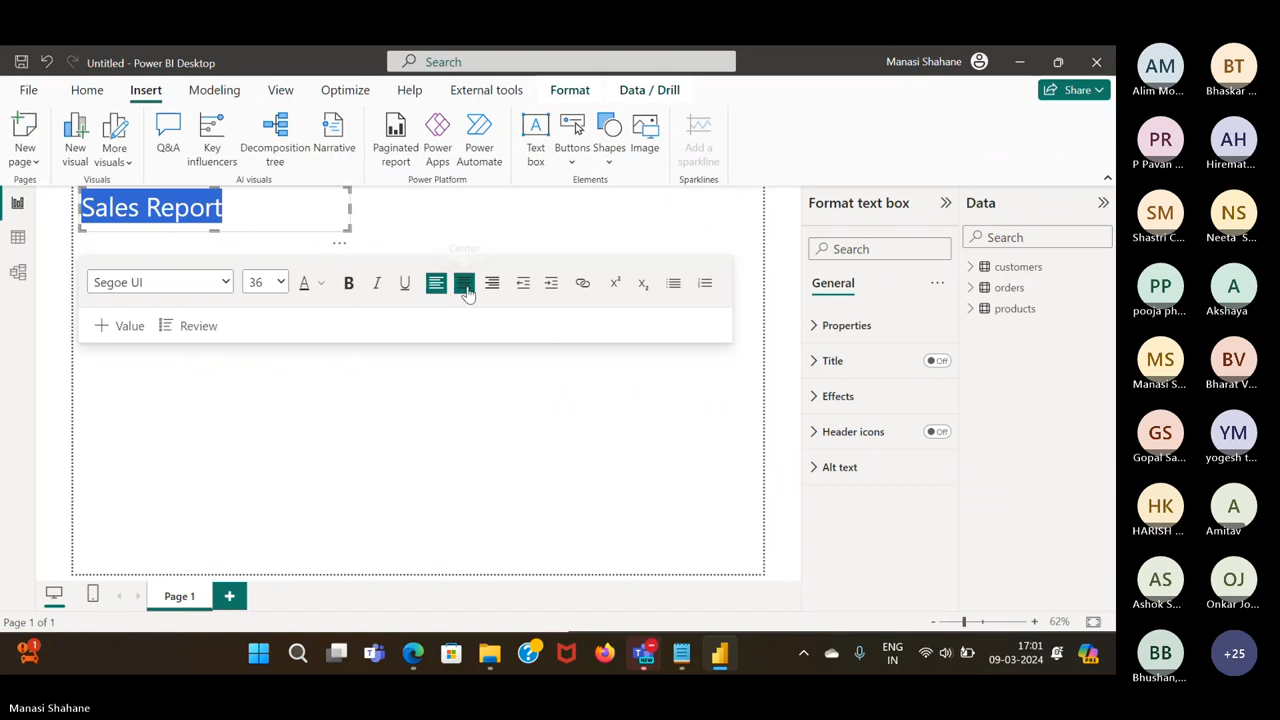 Untitled - Power BI Desktop
Search
Manasi Shahane
File Home Insert Modeling View Optimize Help External tools Format Data / Drill
Share
New page
New visual
More visuals
Q&A
Key influencers
Decomposition tree
Narrative
Paginated report
Power Apps
Power Automate
Text box
Buttons
Shapes
Image
Add a sparkline
Pages
Visuals
AI visuals
Power Platform
Elements
Sparklines
Sales Report
Center
Segoe UI
36
A
B
I
U
Value
Review
Format text box
Search
General
Properties
Title
Off
Effects
Header icons
Off
Alt text
Data
Search
customers
orders
products
Page 1
Page 1 of 1
62%
1
NEW
ENG
IN
17:01
09-03-2024
PRE
AM
Alim Mo...
BT
Bhaskar ...
PR
P Pavan ...
AH
Hiremat...
SM
Shastri C...
NS
Neeta S...
PP
pooja ph...
A
Akshaya
MS
Manasi S...
BV
Bharat V...
GS
Gopal Sa...
YM
yogesh t...
HK
HARISH ...
A
Amitav
AS
Ashok S...
OJ
Onkar Jo...
BB
Bhushan,...
+25
Manasi Shahane